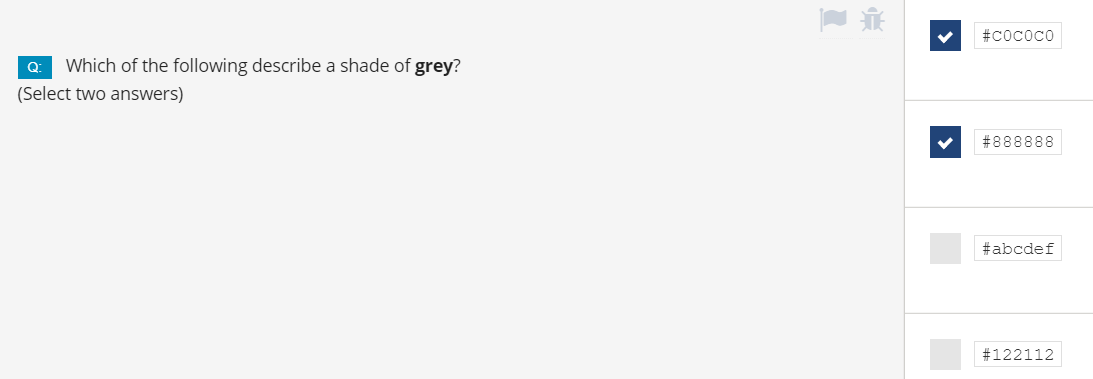 Q: Which of the following describe a shade of grey?
(Select two answers)
#C0C0C0
#888888
#abcdef
#122112